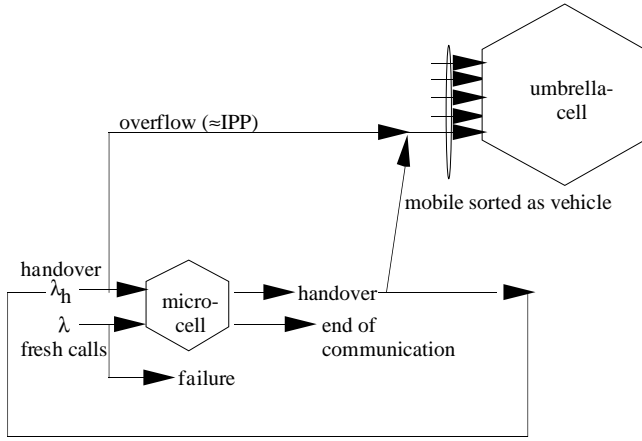 umbrella-
cell
overflow (≈IPP)
mobile sorted as vehicle
handover
λh
micro-
cell
handover
λ
fresh calls
end of
communication
failure